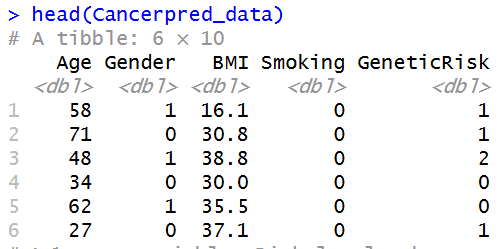 > head(Cancerpred_data)
# A tibble: 6 × 10
Age Gender BMI Smoking GeneticRisk
<dbl> <dbl> <dbl> <dbl> <dbl>
1 58 1 16.1 0 1
2 71 0 30.8 0 1
3 48 1 38.8 0 2
4 34 0 30.0 0 0
5 62 1 35.5 0 0
6 27 0 37.1 0 1